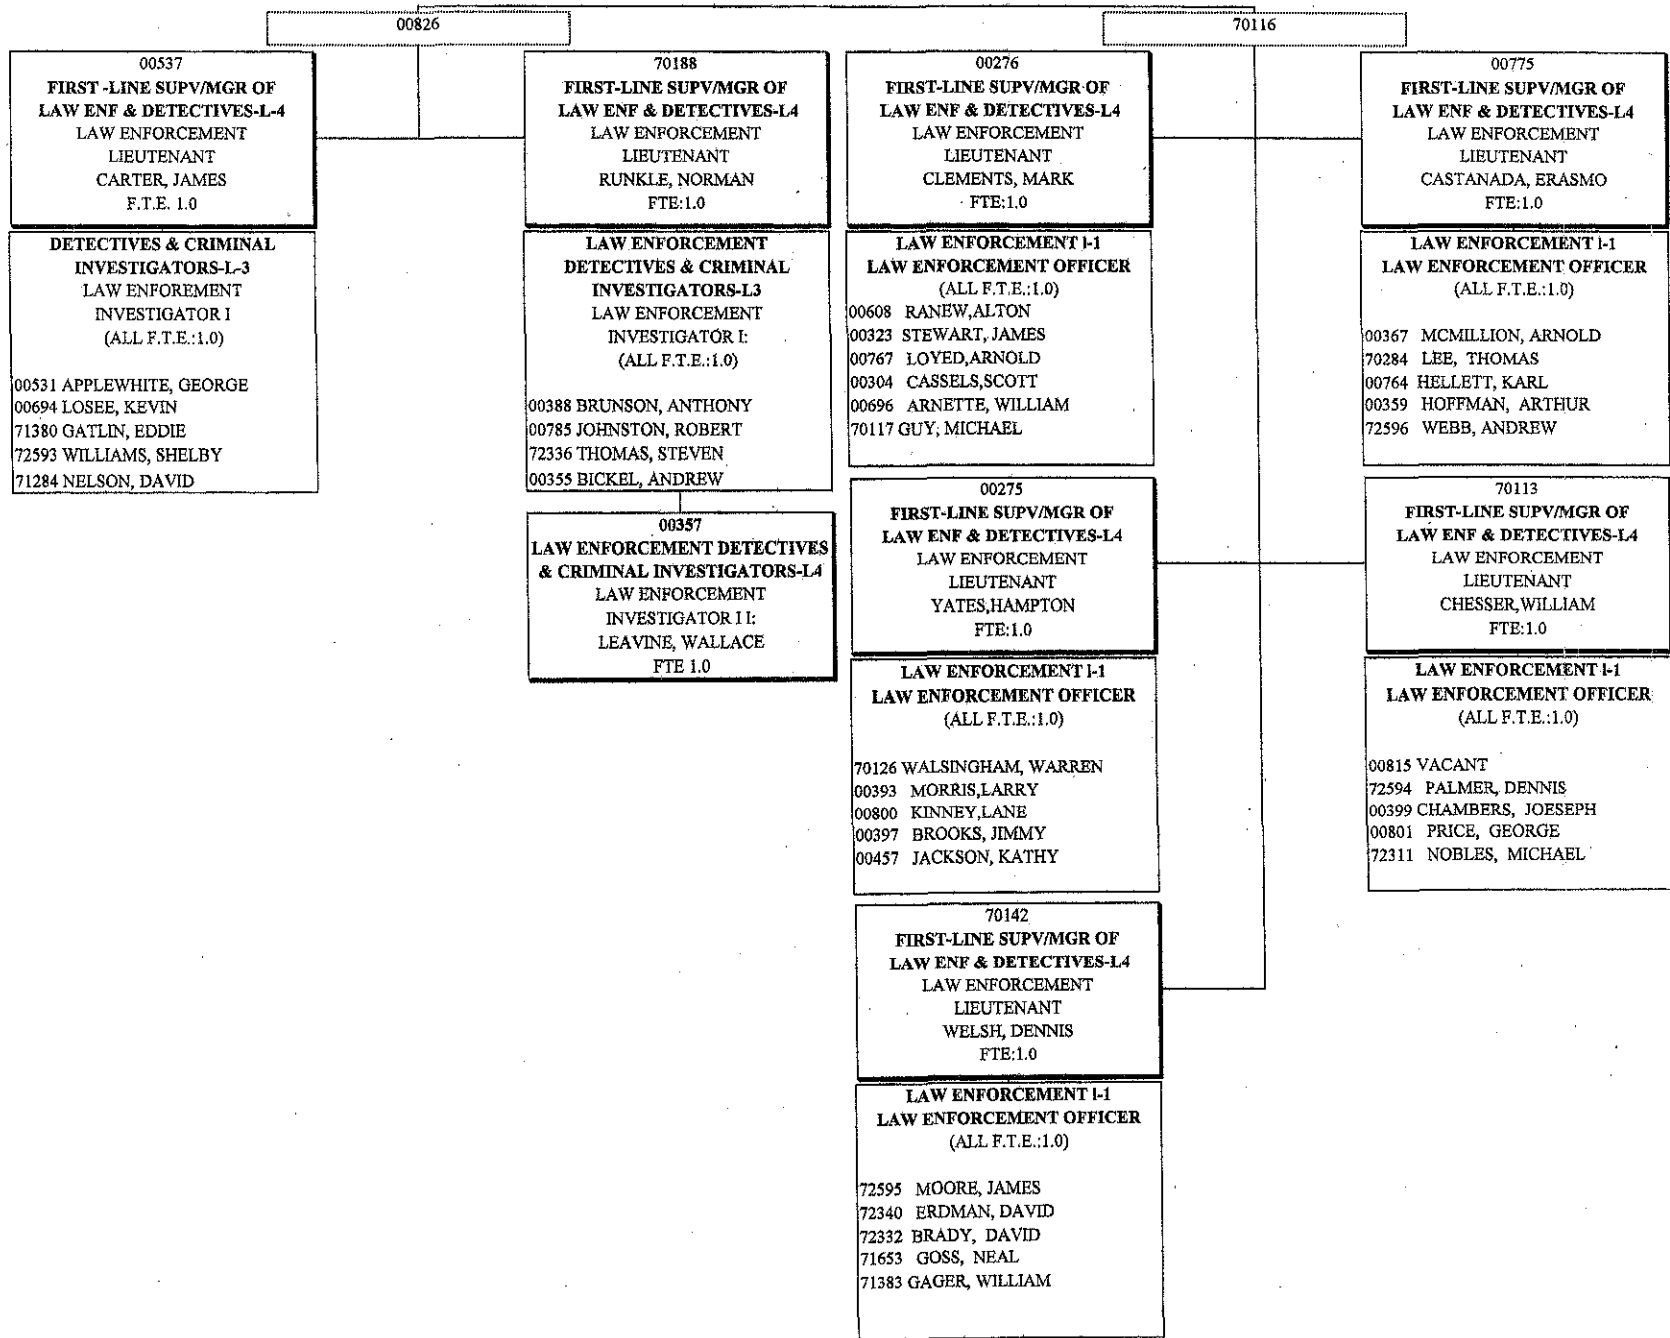 00826
70116
00537
FIRST -LINE SUPV/MGR OF
LAW ENF & DETECTIVES-L-4
LAW ENFORCEMENT
LIEUTENANT
CARTER, JAMES
F.T.E. 1.0
DETECTIVES & CRIMINAL
INVESTIGATORS-L-3
LAW ENFOREMENT
INVESTIGATOR I
(ALL F.T.E.:1.0)
00531 APPLEWHITE, GEORGE
00694 LOSEE, KEVIN
71380 GATLIN, EDDIE
72593 WILLIAMS, SHELBY
71284 NELSON, DAVID
70188
FIRST-LINE SUPV/MGR OF
LAW ENF & DETECTIVES-L4
LAW ENFORCEMENT
LIEUTENANT
RUNKLE, NORMAN
FTE:1.0
LAW ENFORCEMENT
DETECTIVES & CRIMINAL
INVESTIGATORS-L3
LAW ENFORCEMENT
INVESTIGATOR I:
(ALL F.T.E.:1.0)
00388 BRUNSON, ANTHONY
00785 JOHNSTON, ROBERT
72336 THOMAS, STEVEN
00355 BICKEL, ANDREW
00357
LAW ENFORCEMENT DETECTIVES
& CRIMINAL INVESTIGATORS-L4
LAW ENFORCEMENT
INVESTIGATOR I I:
LEAVINE, WALLACE
FTE 1.0
00276
FIRST-LINE SUPV/MGR OF
LAW ENF & DETECTIVES-L4
LAW ENFORCEMENT
LIEUTENANT
CLEMENTS, MARK
FTE:1.0
LAW ENFORCEMENT l-1
LAW ENFORCEMENT OFFICER
(ALL F.T.E.:1.0)
00608 RANEW,ALTON
00323 STEWART, JAMES
00767 LOYED,ARNOLD
00304 CASSELS,SCOTT
00696 ARNETTE, WILLIAM
70117 GUY, MICHAEL
00275
FIRST-LINE SUPV/MGR OF
LAW ENF & DETECTIVES-L4
LAW ENFORCEMENT
LIEUTENANT
YATES,HAMPTON
FTE:1.0
LAW ENFORCEMENT l-1
LAW ENFORCEMENT OFFICER
(ALL F.T.E.:1.0)
70126 WALSINGHAM, WARREN
00393 MORRIS,LARRY
00800 KINNEY,LANE
00397 BROOKS, JIMMY
00457 JACKSON, KATHY
70142
FIRST-LINE SUPV/MGR OF
LAW ENF & DETECTIVES-L4
LAW ENFORCEMENT
LIEUTENANT
WELSH, DENNIS
FTE:1.0
LAW ENFORCEMENT l-1
LAW ENFORCEMENT OFFICER
(ALL F.T.E.:1.0)
72595 MOORE, JAMES
72340 ERDMAN, DAVID
72332 BRADY, DAVID
71653 GOSS, NEAL
71383 GAGER, WILLIAM
00775
FIRST-LINE SUPV/MGR OF
LAW ENF & DETECTIVES-L4
LAW ENFORCEMENT
LIEUTENANT
CASTANADA, ERASMO
FTE:1.0
LAW ENFORCEMENT l-1
LAW ENFORCEMENT OFFICER
(ALL F.T.E.:1.0)
00367 MCMILLION, ARNOLD
70284 LEE, THOMAS
00764 HELLETT, KARL
00359 HOFFMAN, ARTHUR
72596 WEBB, ANDREW
70113
FIRST-LINE SUPV/MGR OF
LAW ENF & DETECTIVES-L4
LAW ENFORCEMENT
LIEUTENANT
CHESSER,WILLIAM
FTE:1.0
LAW ENFORCEMENT l-1
LAW ENFORCEMENT OFFICER
(ALL F.T.E.:1.0)
00815 VACANT
72594 PALMER, DENNIS
00399 CHAMBERS, JOESEPH
00801 PRICE, GEORGE
72311 NOBLES, MICHAEL